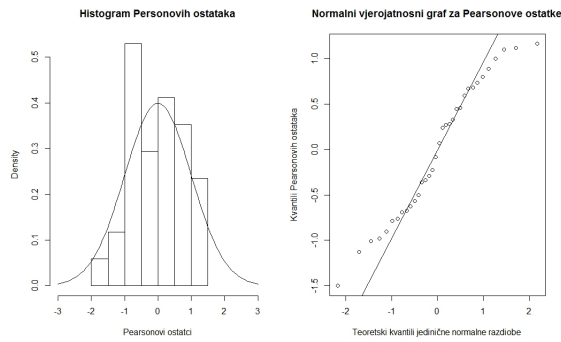 Histogram Personovih ostataka
Density
0.0 0.1 0.2 0.3 0.4 0.5
-3 -2 -1 0 1 2 3
Pearsonovi ostatci
Normalni vjerojatnosni graf za Pearsonove ostatke
Kvantili Pearsonovih ostataka
-1.5 -1.0 -0.5 0.0 0.5 1.0
-2 -1 0 1 2
Teoretski kvantili jedinične normalne razdiobe